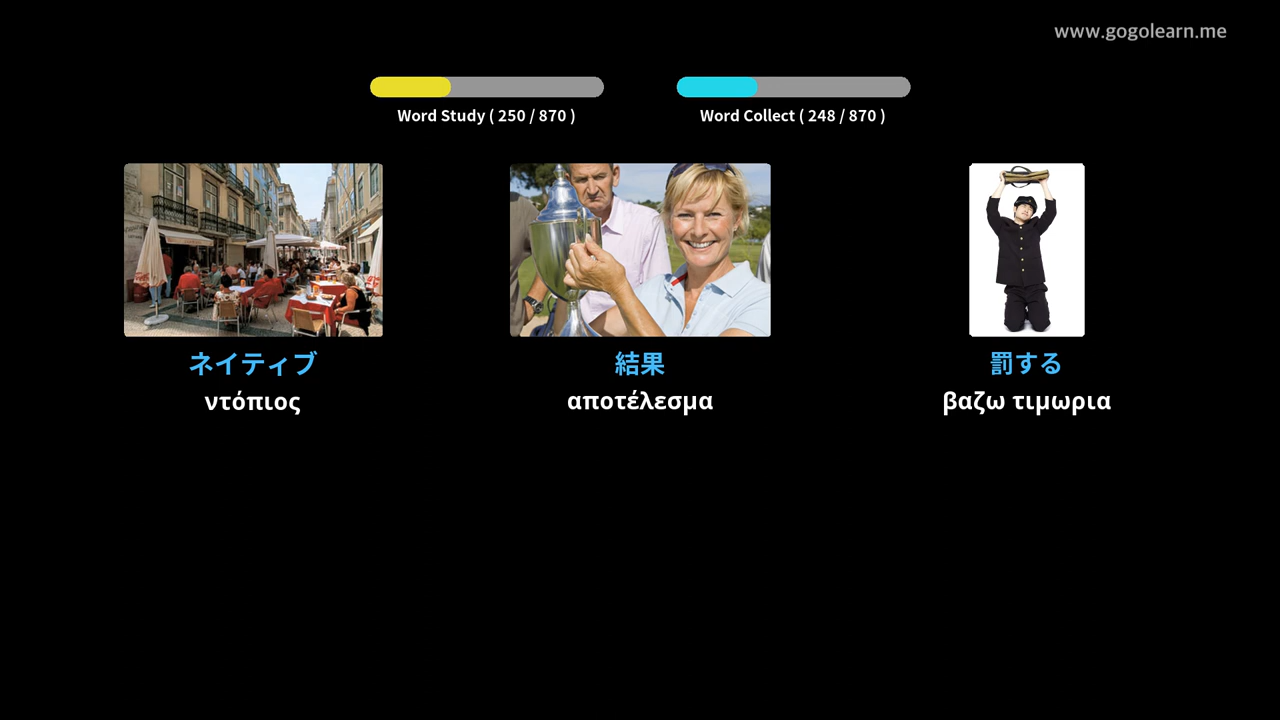 www.gogolearn.me
Word Study ( 250 / 870 )
Word Collect ( 248 / 870 )
ネイティブ
ντόπιος
結果
αποτέλεσμα
罰する
βαζω τιμωρια